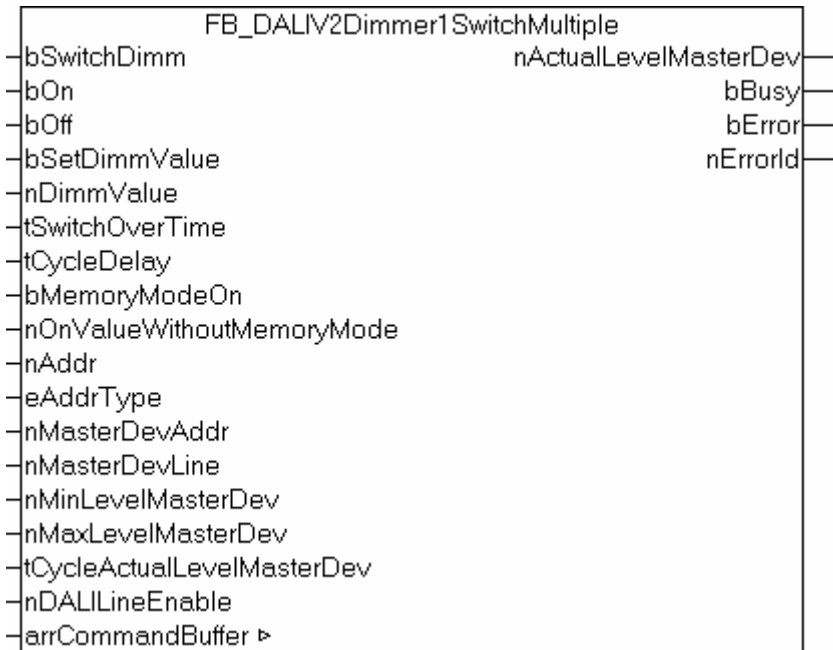 FB_DALIV2Dimmer1SwitchMultiple
bSwitchDimm nActualLevelMasterDev
bOn bBusy
bOff bError
bSetDimmValue nErrorId
nDimmValue
tSwitchOverTime
tCycleDelay
bMemoryModeOn
nOnValueWithoutMemoryMode
nAddr
eAddrType
nMasterDevAddr
nMasterDevLine
nMinLevelMasterDev
nMaxLevelMasterDev
tCycleActualLevelMasterDev
nDALILineEnable
arrCommandBuffer ▹